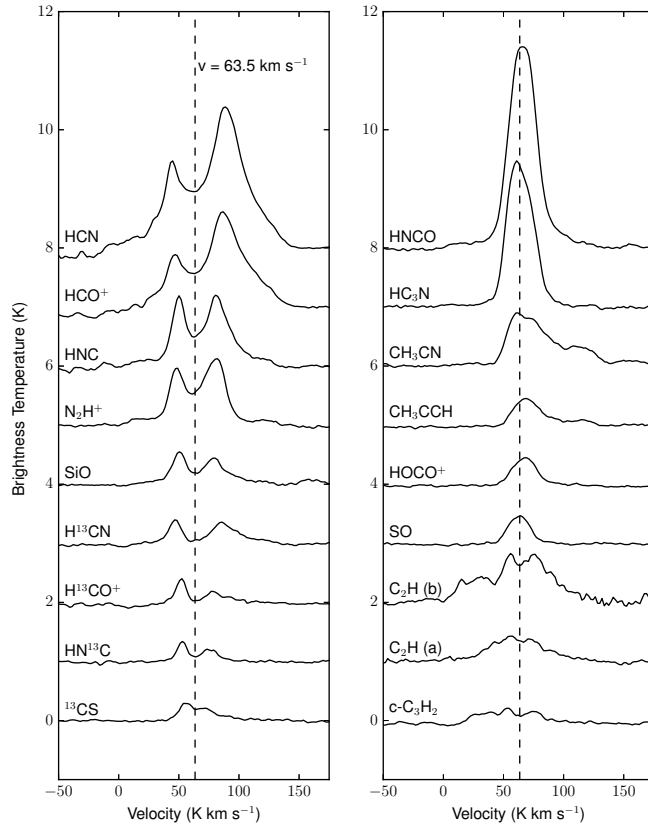 12
10
8
6
4
2
0
Brightness Temperature (K)
v = 63.5 km s⁻¹
HCN
HCO⁺
HNC
N₂H⁺
SiO
H¹³CN
H¹³CO⁺
HN¹³C
¹³CS
−50 0 50 100 150
Velocity (K km s⁻¹)
12
10
8
6
4
2
0
HNCO
HC₃N
CH₃CN
CH₃CCH
HOCO⁺
SO
C₂H (b)
C₂H (a)
c-C₃H₂
−50 0 50 100 150
Velocity (K km s⁻¹)